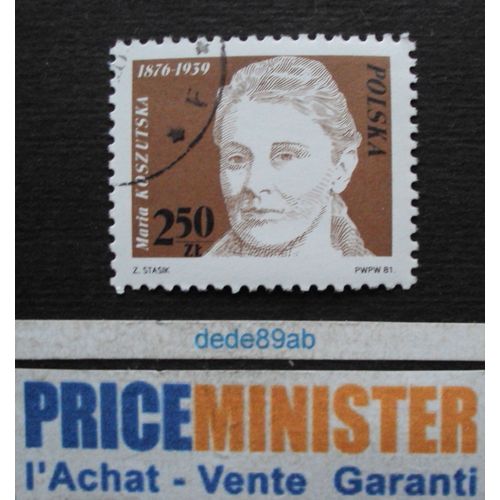 1876-1939
Maria KOSZUTSKA
POLSKA
2.50
ZŁ
Z. STASIK
PWPW 81.
dede89ab
PRICEMINISTER
l'Achat - Vente Garanti